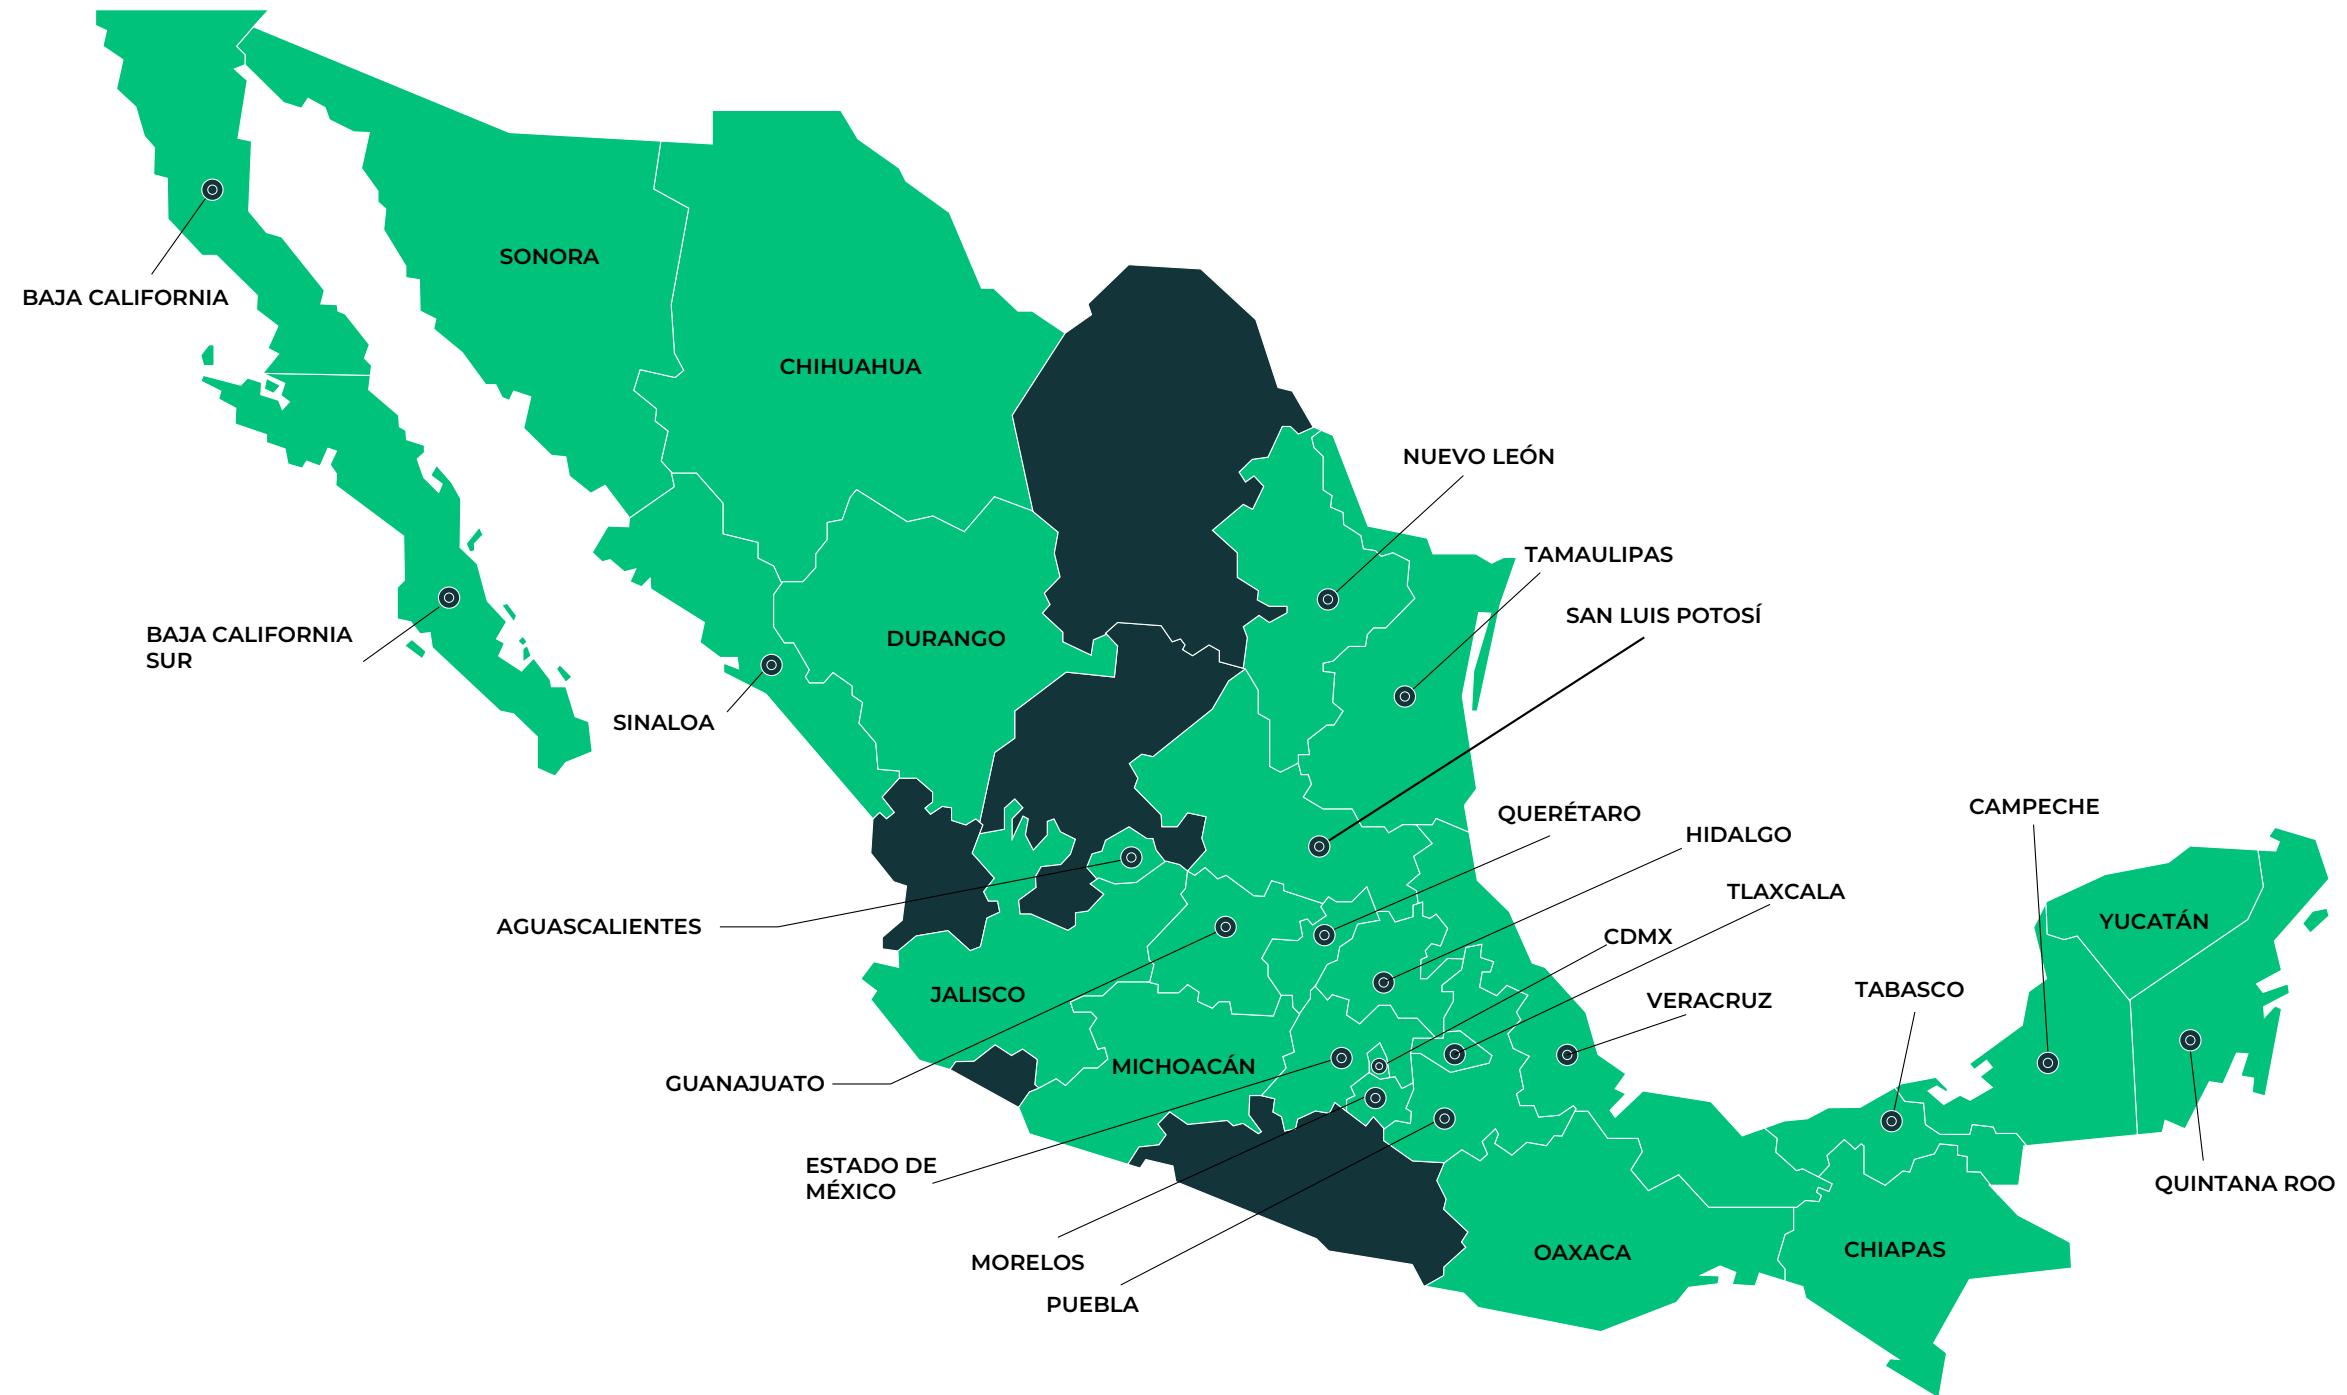 SONORA
BAJA CALIFORNIA
CHIHUAHUA
NUEVO LEÓN
TAMAULIPAS
SAN LUIS POTOSÍ
BAJA CALIFORNIA
SUR
DURANGO
SINALOA
QUERÉTARO
CAMPECHE
HIDALGO
TLAXCALA
YUCATÁN
AGUASCALIENTES
CDMX
JALISCO
TABASCO
VERACRUZ
MICHOACÁN
GUANAJUATO
ESTADO DE
MÉXICO
QUINTANA ROO
CHIAPAS
OAXACA
MORELOS
PUEBLA